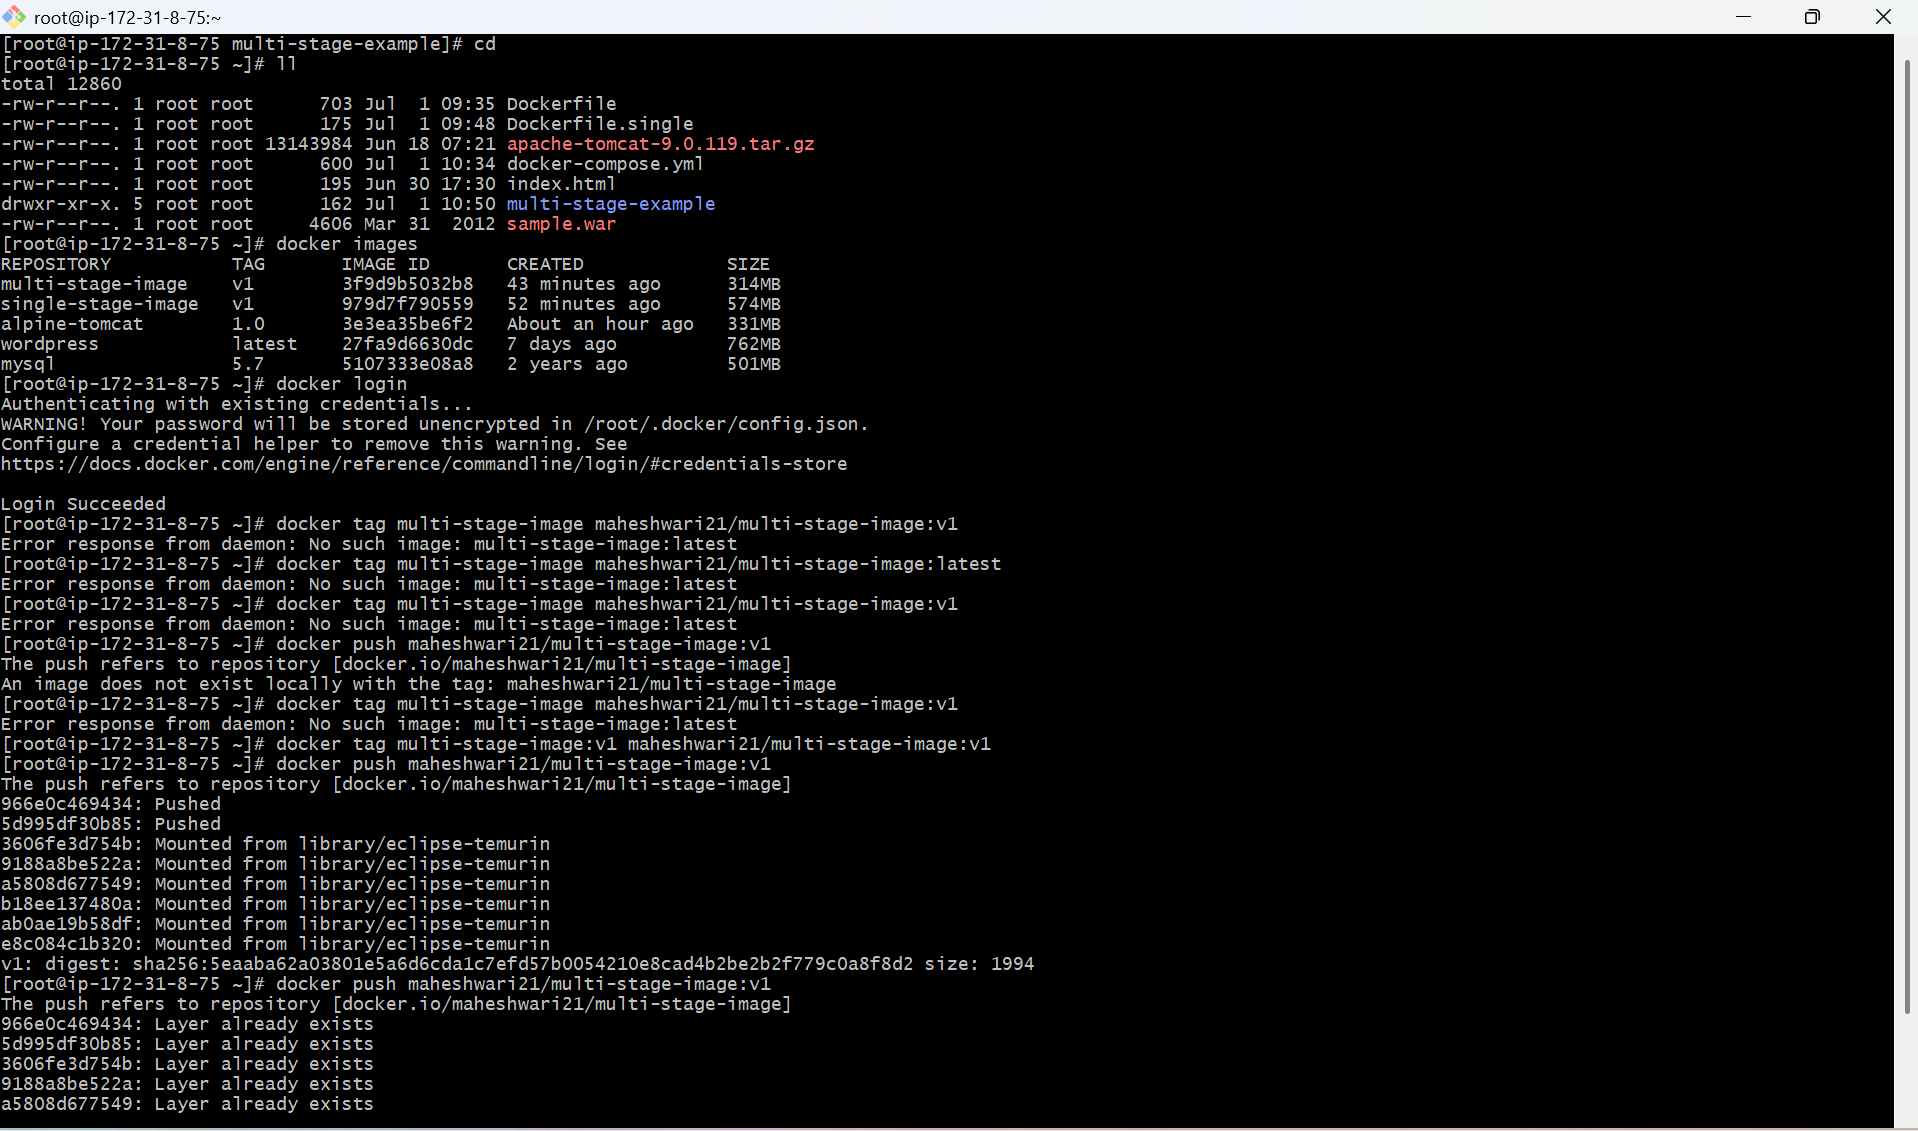 root@ip-172-31-8-75:~
[root@ip-172-31-8-75 multi-stage-example]# cd
[root@ip-172-31-8-75 ~]# ll
total 12860
-rw-r--r--. 1 root root      703 Jul  1 09:35 Dockerfile
-rw-r--r--. 1 root root      175 Jul  1 09:48 Dockerfile.single
-rw-r--r--. 1 root root 13143984 Jun 18 07:21 apache-tomcat-9.0.119.tar.gz
-rw-r--r--. 1 root root      600 Jul  1 10:34 docker-compose.yml
-rw-r--r--. 1 root root      195 Jun 30 17:30 index.html
drwxr-xr-x. 5 root root      162 Jul  1 10:50 multi-stage-example
-rw-r--r--. 1 root root     4606 Mar 31  2012 sample.war
[root@ip-172-31-8-75 ~]# docker images
REPOSITORY           TAG       IMAGE ID       CREATED             SIZE
multi-stage-image    v1        3f9d9b5032b8   43 minutes ago      314MB
single-stage-image   v1        979d7f790559   52 minutes ago      574MB
alpine-tomcat        1.0       3e3ea35be6f2   About an hour ago   331MB
wordpress            latest    27fa9d6630dc   7 days ago          762MB
mysql                5.7       5107333e08a8   2 years ago         501MB
[root@ip-172-31-8-75 ~]# docker login
Authenticating with existing credentials...
WARNING! Your password will be stored unencrypted in /root/.docker/config.json.
Configure a credential helper to remove this warning. See
https://docs.docker.com/engine/reference/commandline/login/#credentials-store
Login Succeeded
[root@ip-172-31-8-75 ~]# docker tag multi-stage-image maheshwari21/multi-stage-image:v1
Error response from daemon: No such image: multi-stage-image:latest
[root@ip-172-31-8-75 ~]# docker tag multi-stage-image maheshwari21/multi-stage-image:latest
Error response from daemon: No such image: multi-stage-image:latest
[root@ip-172-31-8-75 ~]# docker tag multi-stage-image maheshwari21/multi-stage-image:v1
Error response from daemon: No such image: multi-stage-image:latest
[root@ip-172-31-8-75 ~]# docker push maheshwari21/multi-stage-image:v1
The push refers to repository [docker.io/maheshwari21/multi-stage-image]
An image does not exist locally with the tag: maheshwari21/multi-stage-image
[root@ip-172-31-8-75 ~]# docker tag multi-stage-image maheshwari21/multi-stage-image:v1
Error response from daemon: No such image: multi-stage-image:latest
[root@ip-172-31-8-75 ~]# docker tag multi-stage-image:v1 maheshwari21/multi-stage-image:v1
[root@ip-172-31-8-75 ~]# docker push maheshwari21/multi-stage-image:v1
The push refers to repository [docker.io/maheshwari21/multi-stage-image]
966e0c469434: Pushed
5d995df30b85: Pushed
3606fe3d754b: Mounted from library/eclipse-temurin
9188a8be522a: Mounted from library/eclipse-temurin
a5808d677549: Mounted from library/eclipse-temurin
b18ee137480a: Mounted from library/eclipse-temurin
ab0ae19b58df: Mounted from library/eclipse-temurin
e8c084c1b320: Mounted from library/eclipse-temurin
v1: digest: sha256:5eaaba62a03801e5a6d6cda1c7efd57b0054210e8cad4b2be2b2f779c0a8f8d2 size: 1994
[root@ip-172-31-8-75 ~]# docker push maheshwari21/multi-stage-image:v1
The push refers to repository [docker.io/maheshwari21/multi-stage-image]
966e0c469434: Layer already exists
5d995df30b85: Layer already exists
3606fe3d754b: Layer already exists
9188a8be522a: Layer already exists
a5808d677549: Layer already exists